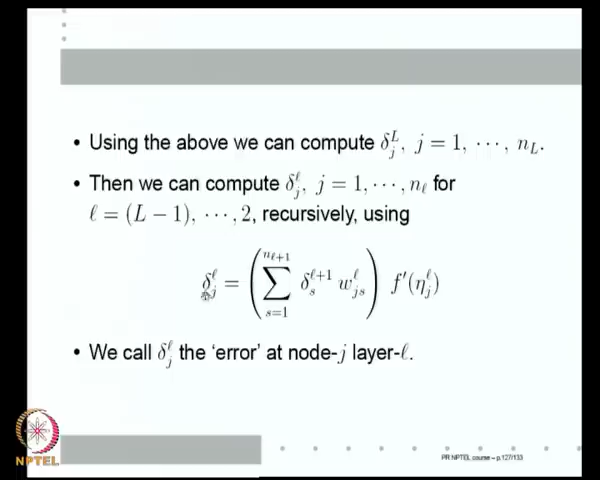 • Using the above we can compute δ_j^L, j = 1, ⋯, n_L.
• Then we can compute δ_j^ℓ, j = 1, ⋯, n_ℓ for
ℓ = (L − 1), ⋯, 2, recursively, using
δ_j^ℓ = ( ∑_{s=1}^{n_{ℓ+1}} δ_s^{ℓ+1} w_{js}^ℓ ) f′(η_j^ℓ)
• We call δ_j^ℓ the ‘error’ at node-j layer-ℓ.
NPTEL
PR NPTEL course – p.127/133